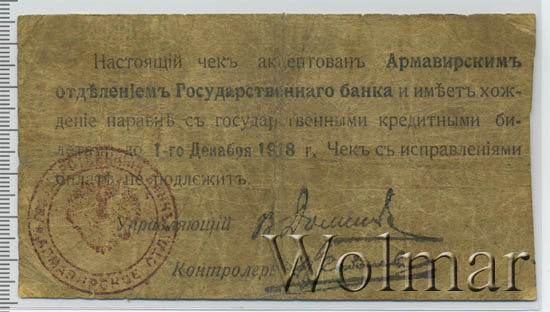 Настоящій чекъ акцептованъ Армавирскимъ
отдѣленіемъ Государственнаго банка и имѣетъ хож-
деніе наравнѣ съ государственными кредитными би-
летами до 1-го Декабря 1918 г. Чекъ съ исправленіями
оплатѣ не подлежитъ.
Управляющій
Контролеръ
Wolmar